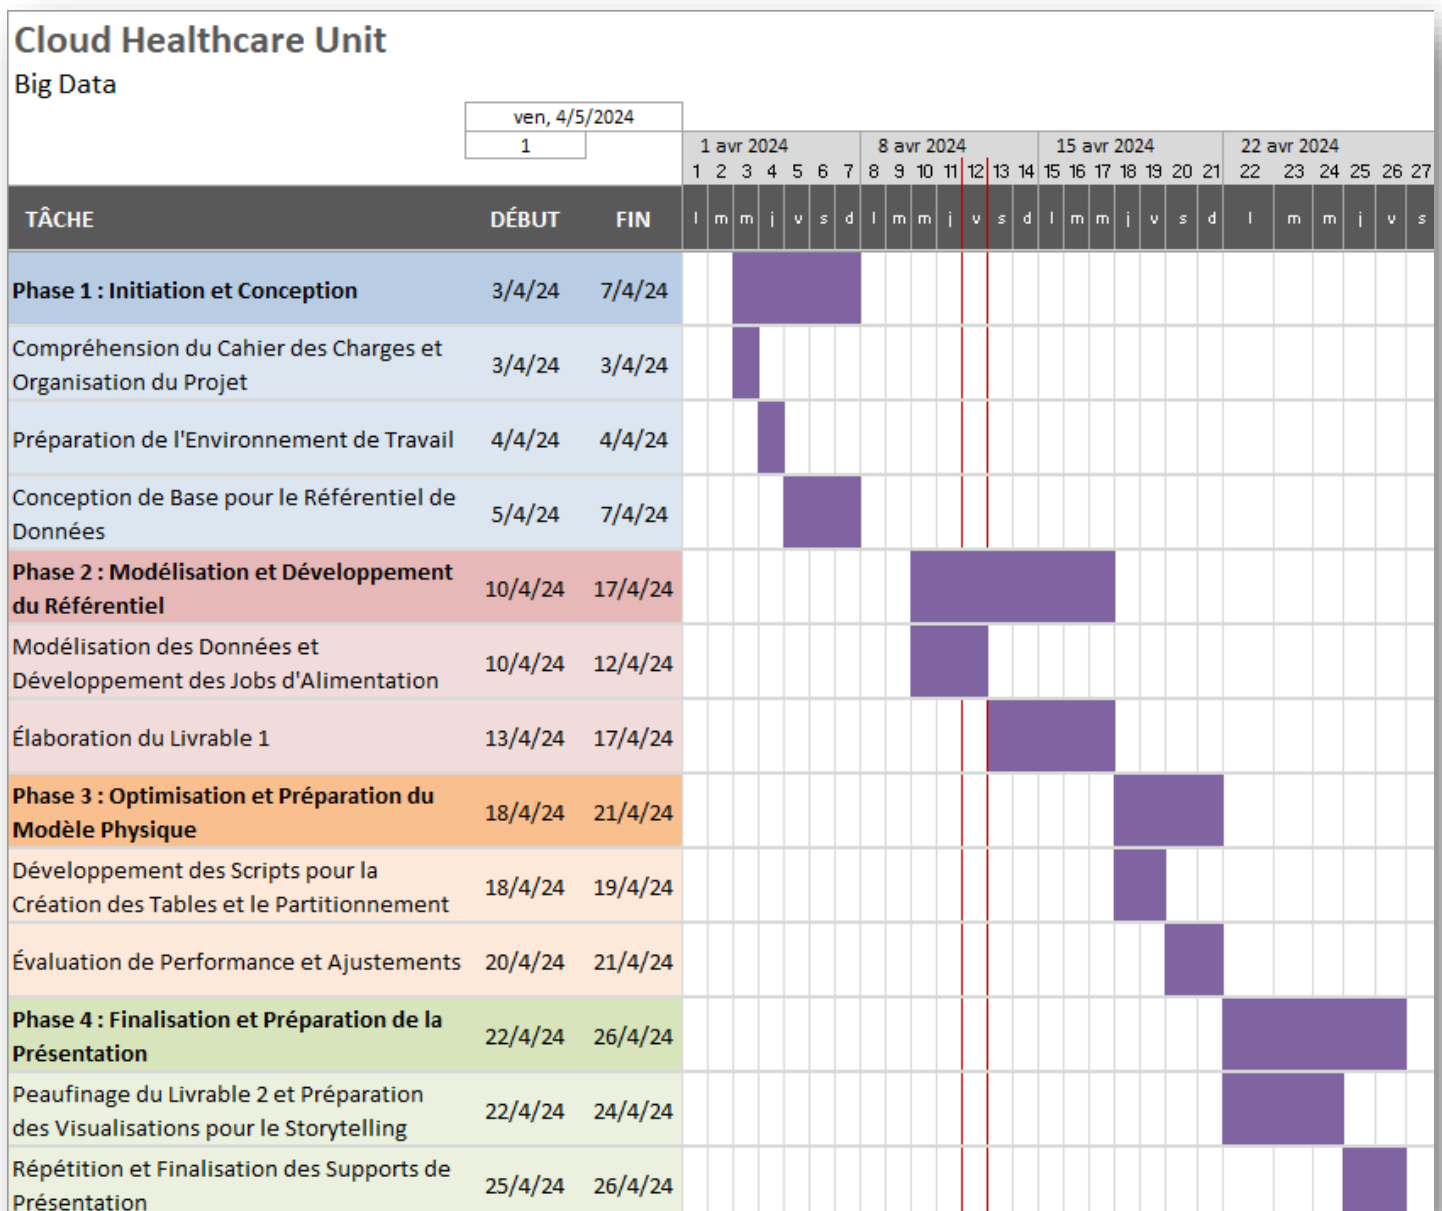 Cloud Healthcare Unit
Big Data
ven, 4/5/2024
1
1 avr 2024 8 avr 2024 15 avr 2024 22 avr 2024
1 2 3 4 5 6 7 8 9 10 11 12 13 14 15 16 17 18 19 20 21 22 23 24 25 26 27
TÂCHE DÉBUT FIN l m m j v s d l m m j v s d l m m j v s d l m m j v s
Phase 1 : Initiation et Conception 3/4/24 7/4/24
Compréhension du Cahier des Charges et
Organisation du Projet
3/4/24 3/4/24
Préparation de l'Environnement de Travail 4/4/24 4/4/24
Conception de Base pour le Référentiel de
Données
5/4/24 7/4/24
Phase 2 : Modélisation et Développement
du Référentiel
10/4/24 17/4/24
Modélisation des Données et
Développement des Jobs d'Alimentation
10/4/24 12/4/24
Élaboration du Livrable 1 13/4/24 17/4/24
Phase 3 : Optimisation et Préparation du
Modèle Physique
18/4/24 21/4/24
Développement des Scripts pour la
Création des Tables et le Partitionnement
18/4/24 19/4/24
Évaluation de Performance et Ajustements 20/4/24 21/4/24
Phase 4 : Finalisation et Préparation de la
Présentation
22/4/24 26/4/24
Peaufinage du Livrable 2 et Préparation
des Visualisations pour le Storytelling
22/4/24 24/4/24
Répétition et Finalisation des Supports de
Présentation
25/4/24 26/4/24